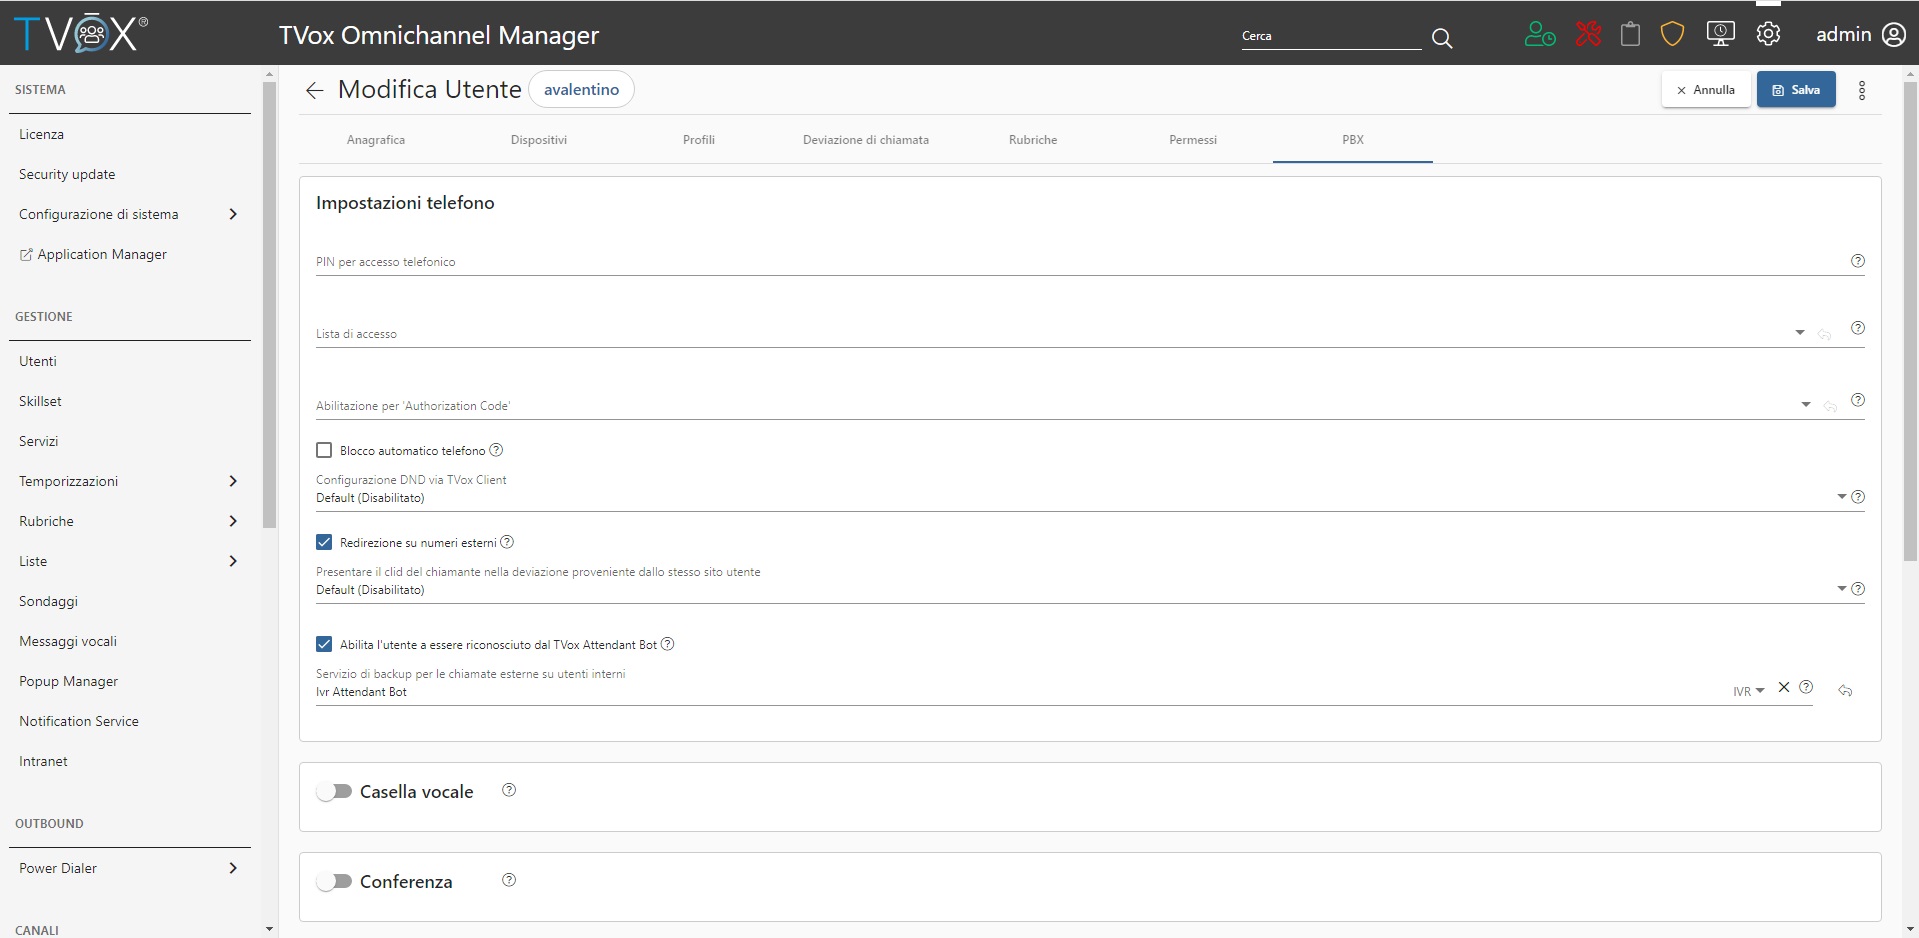 TVOX®
TVox Omnichannel Manager
Cerca
admin
SISTEMA
Licenza
Security update
Configurazione di sistema
Application Manager
GESTIONE
Utenti
Skillset
Servizi
Temporizzazioni
Rubriche
Liste
Sondaggi
Messaggi vocali
Popup Manager
Notification Service
Intranet
OUTBOUND
Power Dialer
CANALI
Modifica Utente
avalentino
Annulla
Salva
Anagrafica
Dispositivi
Profili
Deviazione di chiamata
Rubriche
Permessi
PBX
Impostazioni telefono
PIN per accesso telefonico
Lista di accesso
Abilitazione per 'Authorization Code'
Blocco automatico telefono
Configurazione DND via TVox Client
Default (Disabilitato)
Redirezione su numeri esterni
Presentare il clid del chiamante nella deviazione proveniente dallo stesso sito utente
Default (Disabilitato)
Abilita l'utente a essere riconosciuto dal TVox Attendant Bot
Servizio di backup per le chiamate esterne su utenti interni
Ivr Attendant Bot
IVR
Casella vocale
Conferenza